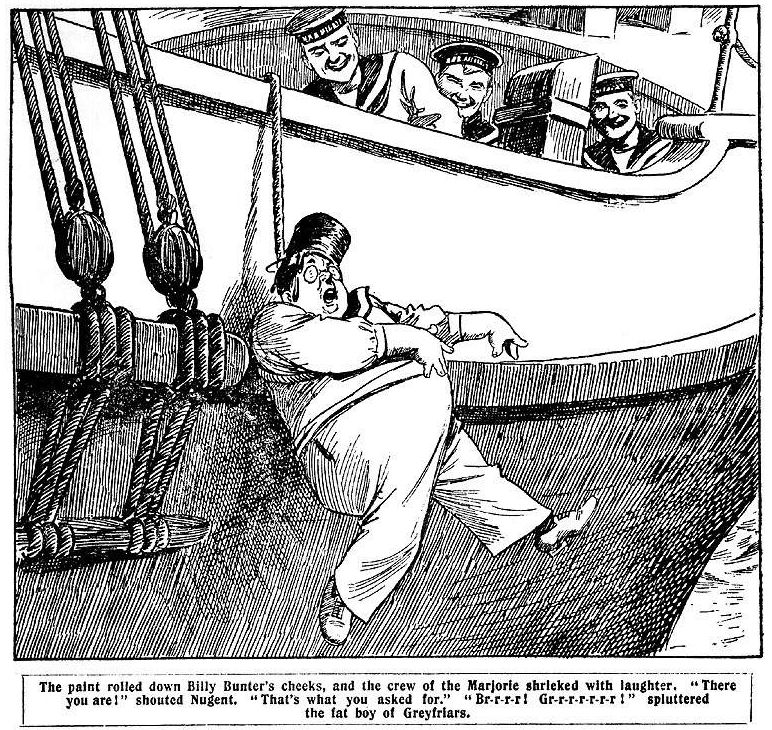 The paint rolled down Billy Bunter's cheeks, and the crew of the Marjorie shrieked with laughter. "There
you are!" shouted Nugent. "That's what you asked for." "Br-r-r-r! Gr-r-r-r-r-r!" spluttered
the fat boy of Greyfriars.